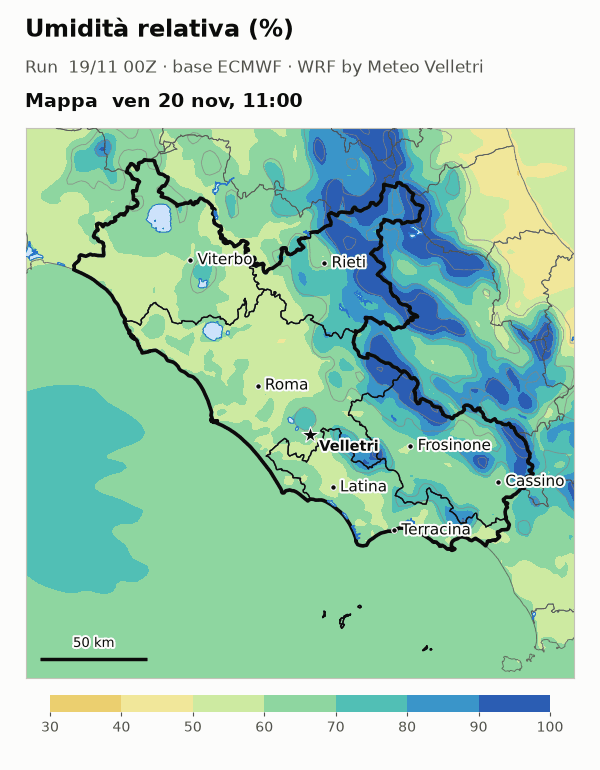 Umidità relativa (%)
Run 19/11 00Z · base ECMWF · WRF by Meteo Velletri
Mappa ven 20 nov, 11:00
Viterbo
Rieti
Roma
Velletri
Frosinone
Cassino
Latina
Terracina
50 km
30 40 50 60 70 80 90 100